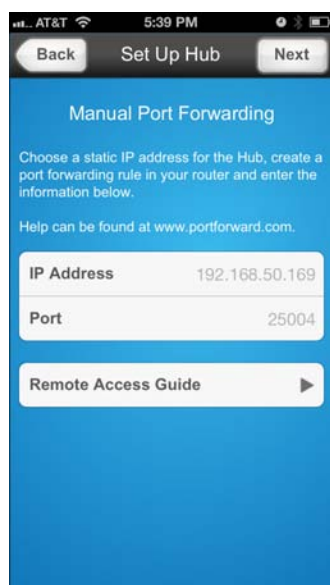 AT&T 5:39 PM
Back Set Up Hub Next
Manual Port Forwarding
Choose a static IP address for the Hub, create a
port forwarding rule in your router and enter the
information below.
Help can be found at www.portforward.com.
IP Address 192.168.50.169
Port 25004
Remote Access Guide